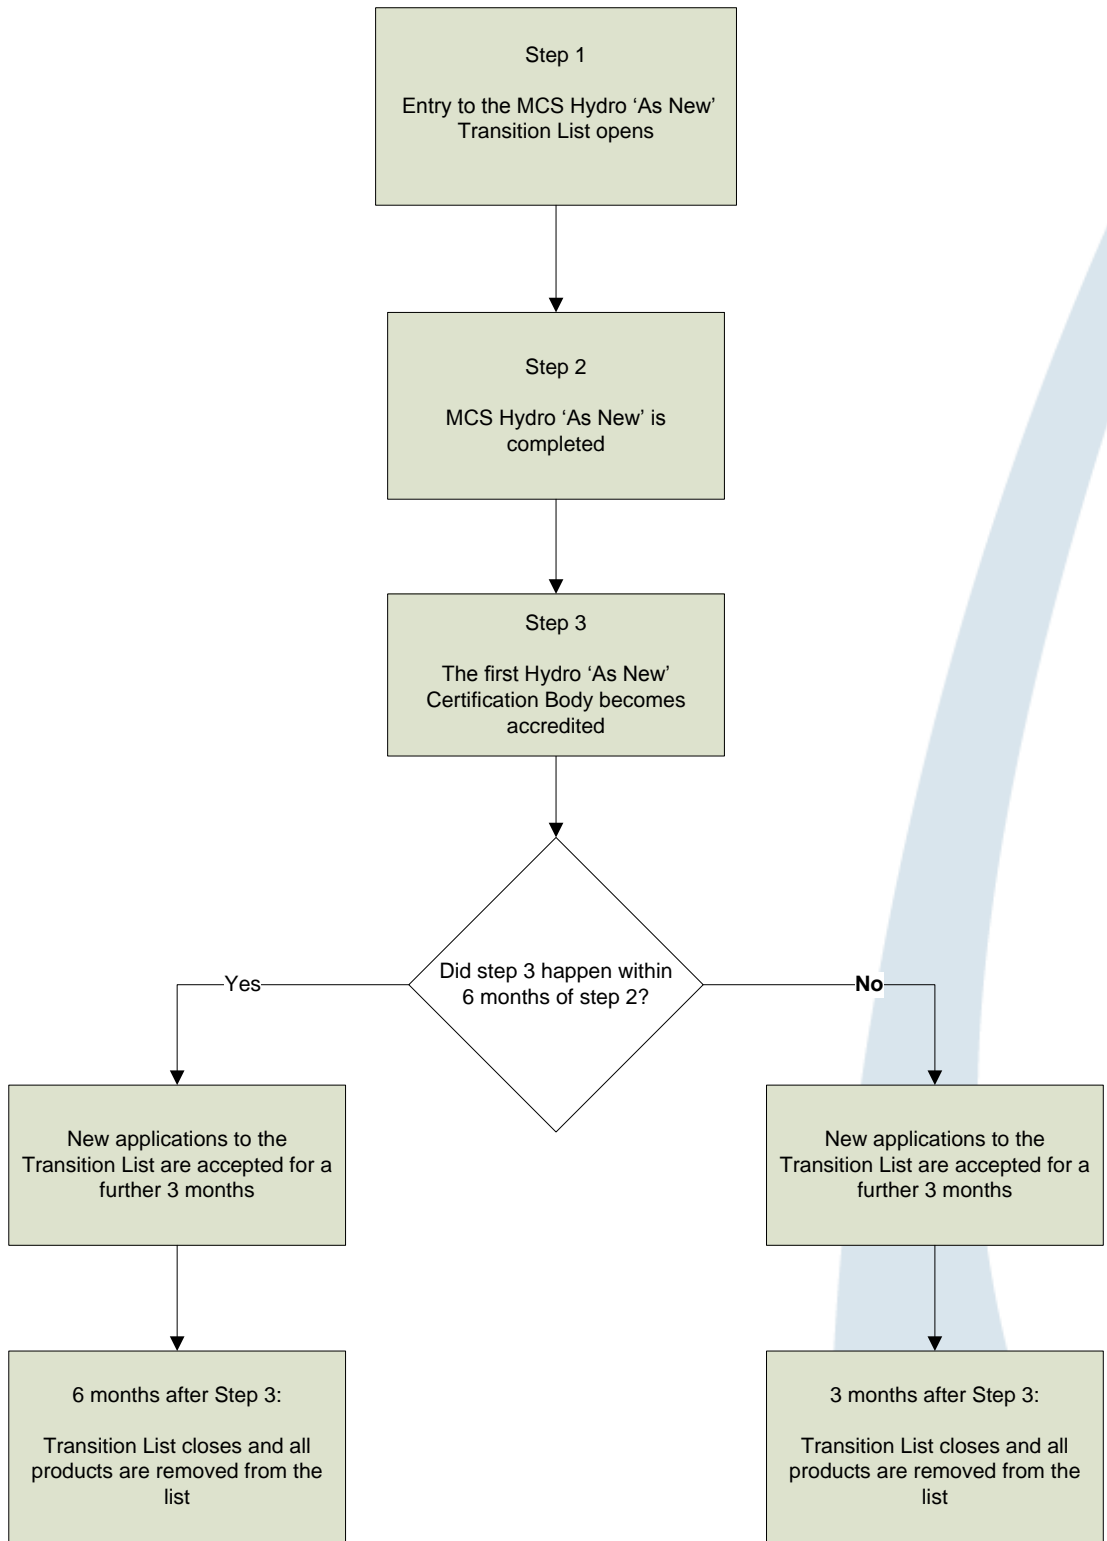 Step 1
Entry to the MCS Hydro ‘As New’
Transition List opens
Step 2
MCS Hydro ‘As New’ is
completed
Step 3
The first Hydro ‘As New’
Certification Body becomes
accredited
Did step 3 happen within
6 months of step 2?
Yes
No
New applications to the
Transition List are accepted for a
further 3 months
New applications to the
Transition List are accepted for a
further 3 months
6 months after Step 3:
Transition List closes and all
products are removed from the
list
3 months after Step 3:
Transition List closes and all
products are removed from the
list